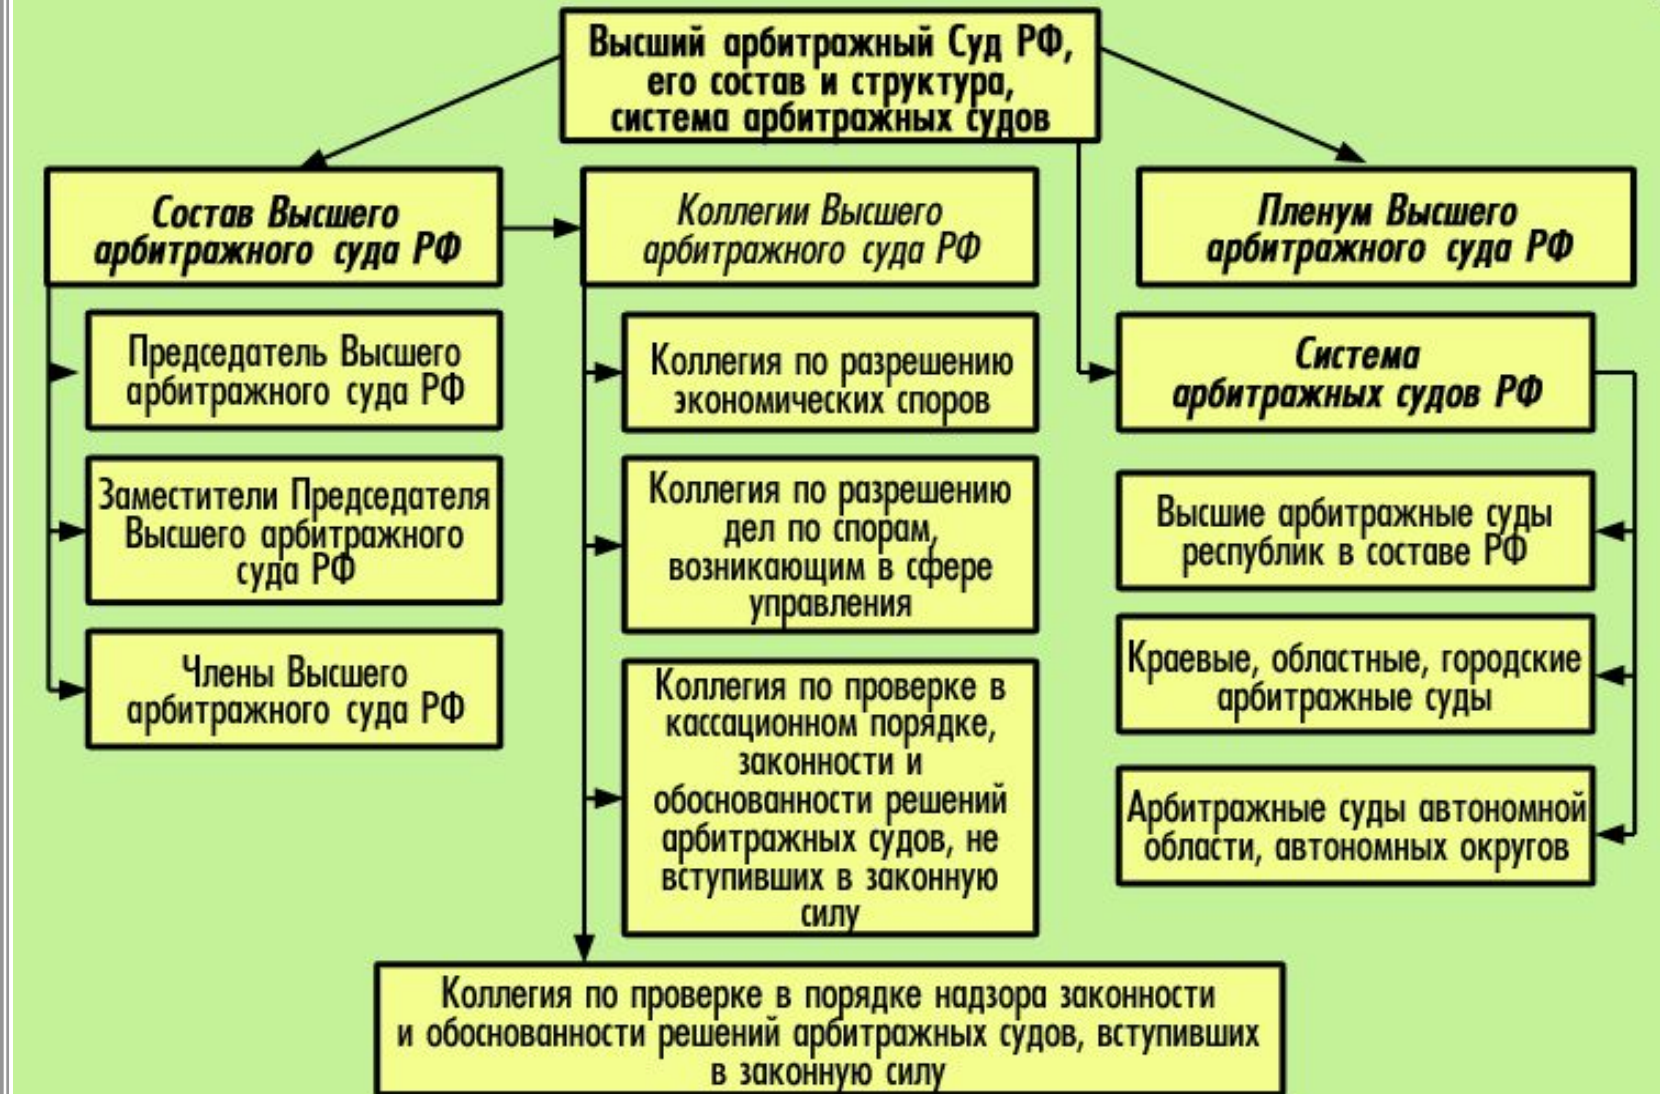 Высший арбитражный Суд РФ,
его состав и структура,
система арбитражных судов
Состав Высшего
арбитражного суда РФ
Коллегии Высшего
арбитражного суда РФ
Пленум Высшего
арбитражного суда РФ
Председатель Высшего
арбитражного суда РФ
Заместители Председателя
Высшего арбитражного
суда РФ
Члены Высшего
арбитражного суда РФ
Коллегия по разрешению
экономических споров
Коллегия по разрешению
дел по спорам,
возникающим в сфере
управления
Коллегия по проверке в
кассационном порядке,
законности и
обоснованности решений
арбитражных судов, не
вступивших в законную
силу
Коллегия по проверке в порядке надзора законности
и обоснованности решений арбитражных судов, вступивших
в законную силу
Система
арбитражных судов РФ
Высшие арбитражные суды
республик в составе РФ
Краевые, областные, городские
арбитражные суды
Арбитражные суды автономной
области, автономных округов